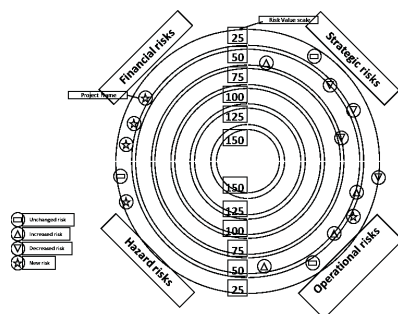 Risk Value scale
Financial risks
Strategic risks
Project Name
25
50
75
100
125
150
150
125
100
75
50
25
Hazard risks
Operational risks
Unchanged risk
Increased risk
Decreased risk
New risk